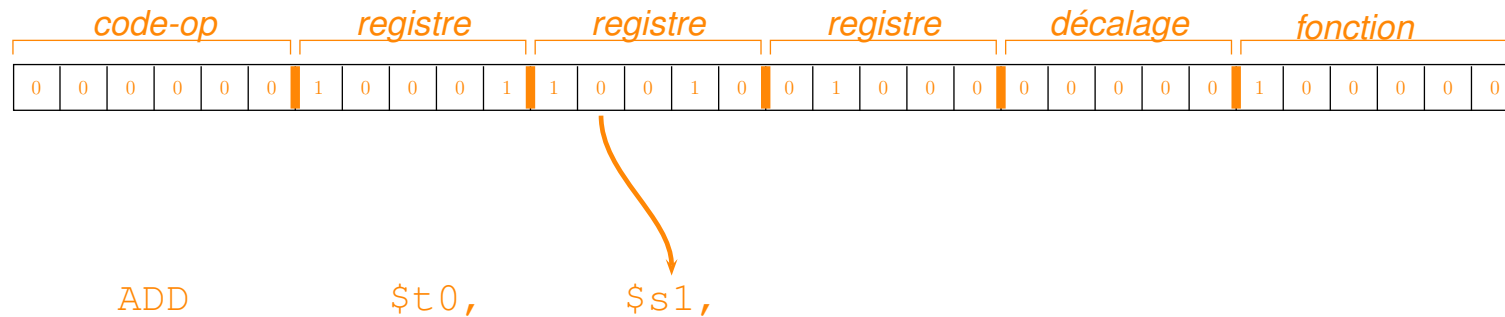 code-op registre registre registre décalage fonction
0 0 0 0 0 0 1 0 0 0 1 1 0 0 1 0 0 1 0 0 0 0 0 0 0 0 1 0 0 0 0 0
ADD $t0, $s1,